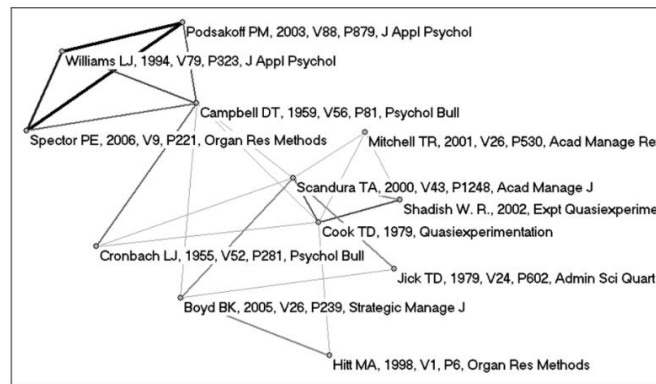 Podsakoff PM, 2003, V88, P879, J Appl Psychol
Williams LJ, 1994, V79, P323, J Appl Psychol
Campbell DT, 1959, V56, P81, Psychol Bull
Spector PE, 2006, V9, P221, Organ Res Methods
Mitchell TR, 2001, V26, P530, Acad Manage Re
Scandura TA, 2000, V43, P1248, Acad Manage J
Shadish W. R., 2002, Expt Quasiexperime
Cook TD, 1979, Quasiexperimentation
Cronbach LJ, 1955, V52, P281, Psychol Bull
Jick TD, 1979, V24, P602, Admin Sci Quart
Boyd BK, 2005, V26, P239, Strategic Manage J
Hitt MA, 1998, V1, P6, Organ Res Methods